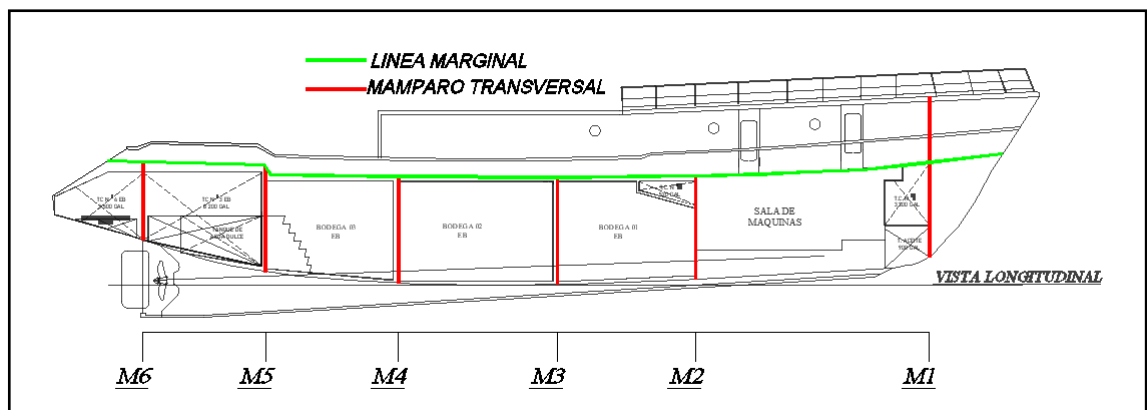 LINEA MARGINAL
MAMPARO TRANSVERSAL
BODEGA 03
EB
BODEGA 02
EB
BODEGA 01
EB
SALA DE
MAQUINAS
VISTA LONGITUDINAL
M6 M5 M4 M3 M2 M1